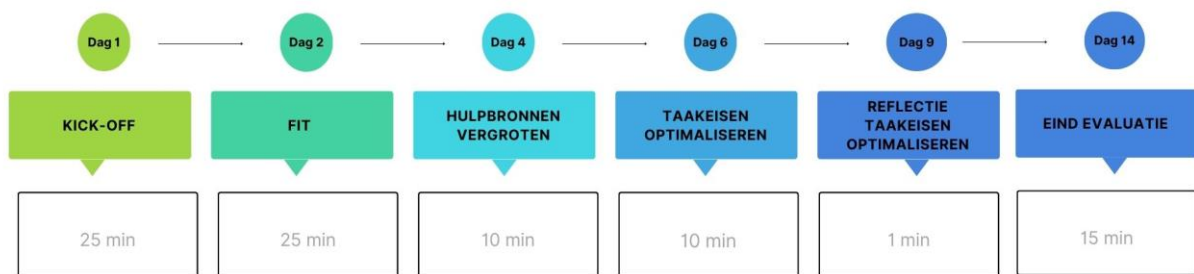 Dag 1
Dag 2
Dag 4
Dag 6
Dag 9
Dag 14
KICK-OFF
FIT
HULPBRONNEN
VERGROTEN
TAAKEISEN
OPTIMALISEREN
REFLECTIE
TAAKEISEN
OPTIMALISEREN
EIND EVALUATIE
25 min
25 min
10 min
10 min
1 min
15 min